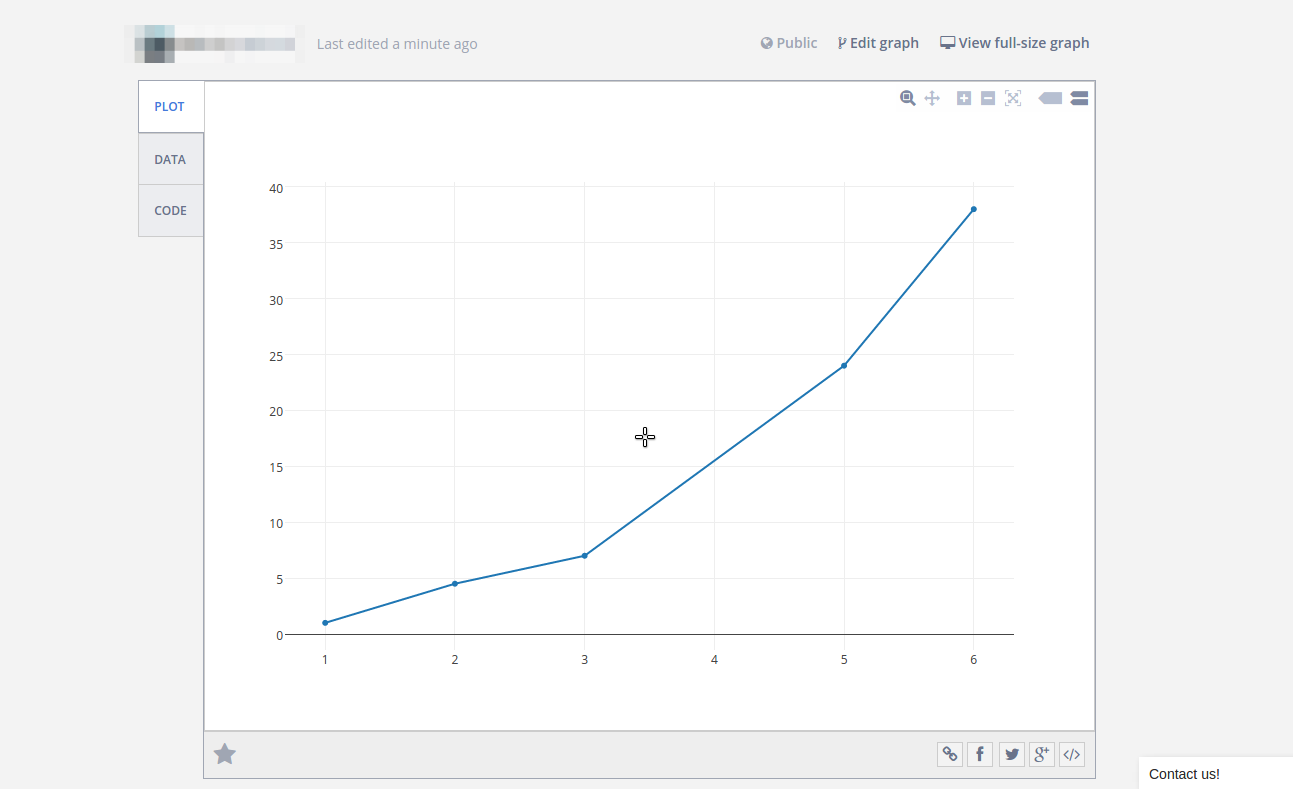 Last edited a minute ago
Public
Edit graph
View full-size graph
PLOT
DATA
CODE
40
35
30
25
20
15
10
5
0
1 2 3 4 5 6
Contact us!